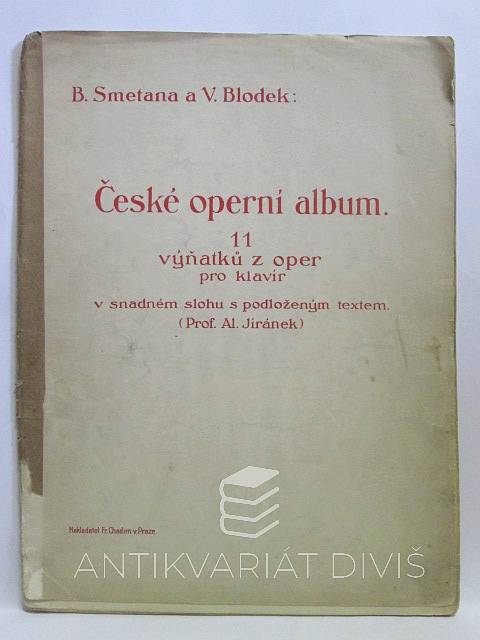 B. Smetana a V. Blodek:
České operní album.
11
výňatků z oper
pro klavír
v snadném slohu s podloženým textem.
(Prof. Al. Jiránek)
Nakladatel Fr. Chadim v Praze.
ANTIKVARIÁT DIVIŠ